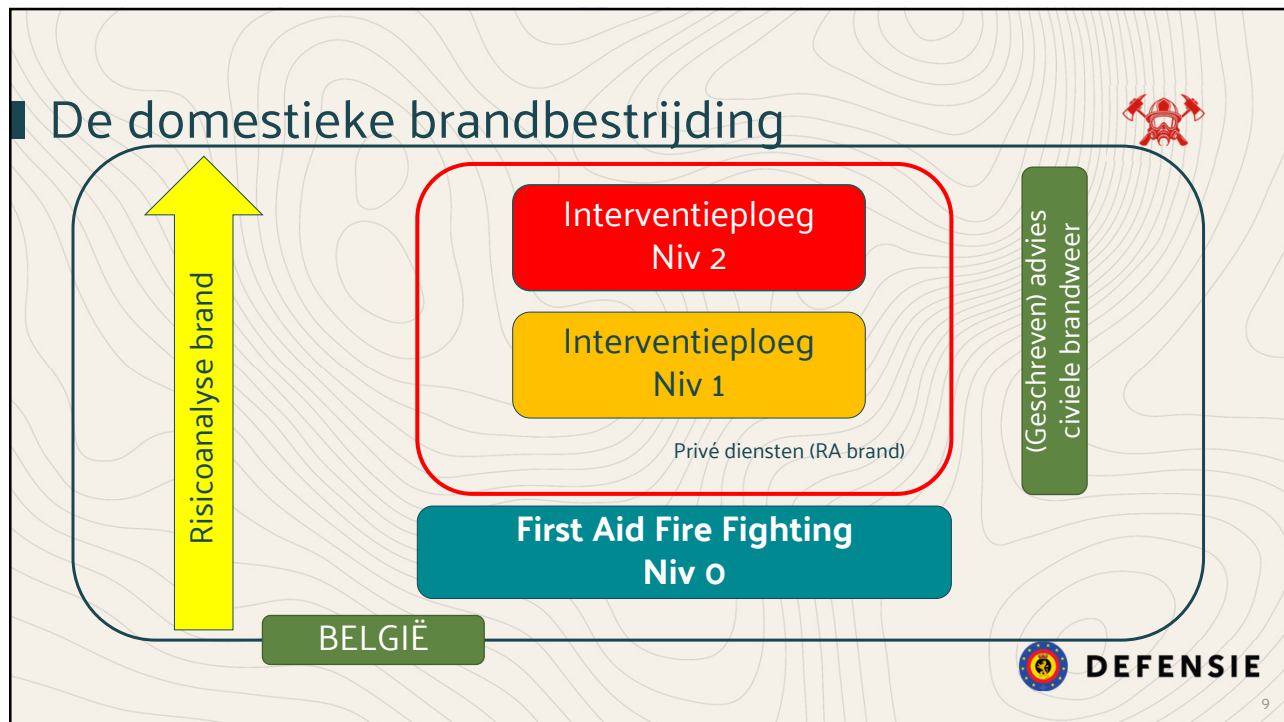 De domestieke brandbestrijding
Risicoanalyse brand
Interventieploeg
Niv 2
Interventieploeg
Niv 1
Privé diensten (RA brand)
First Aid Fire Fighting
Niv 0
(Geschreven) advies
civiele brandweer
BELGIË
DEFENSIE
9